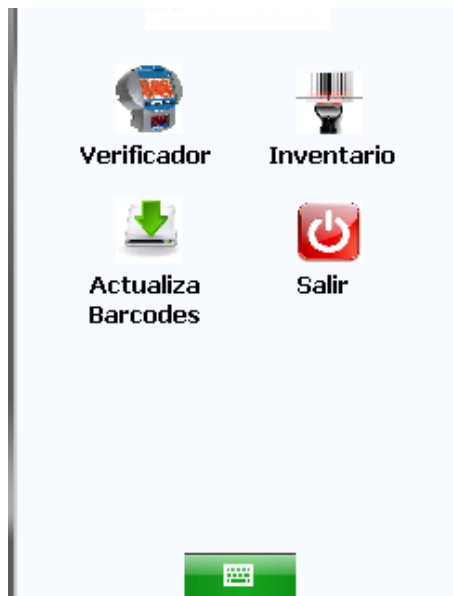 Verificador
Inventario
Actualiza
Barcodes
Salir